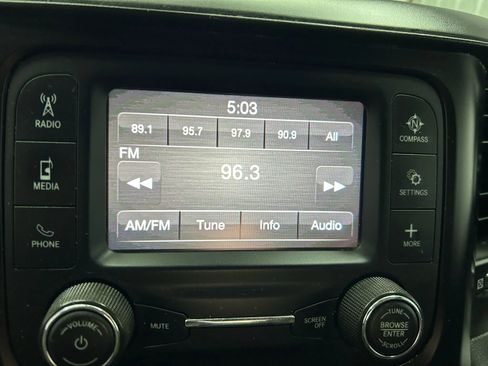 5:03
89.1 95.7 97.9 90.9 All
FM
96.3
AM/FM Tune Info Audio
RADIO
MEDIA
PHONE
N
COMPASS
SETTINGS
MORE
VOLUME
MUTE
SCREEN
OFF
TUNE
BROWSE
ENTER
SCROLL